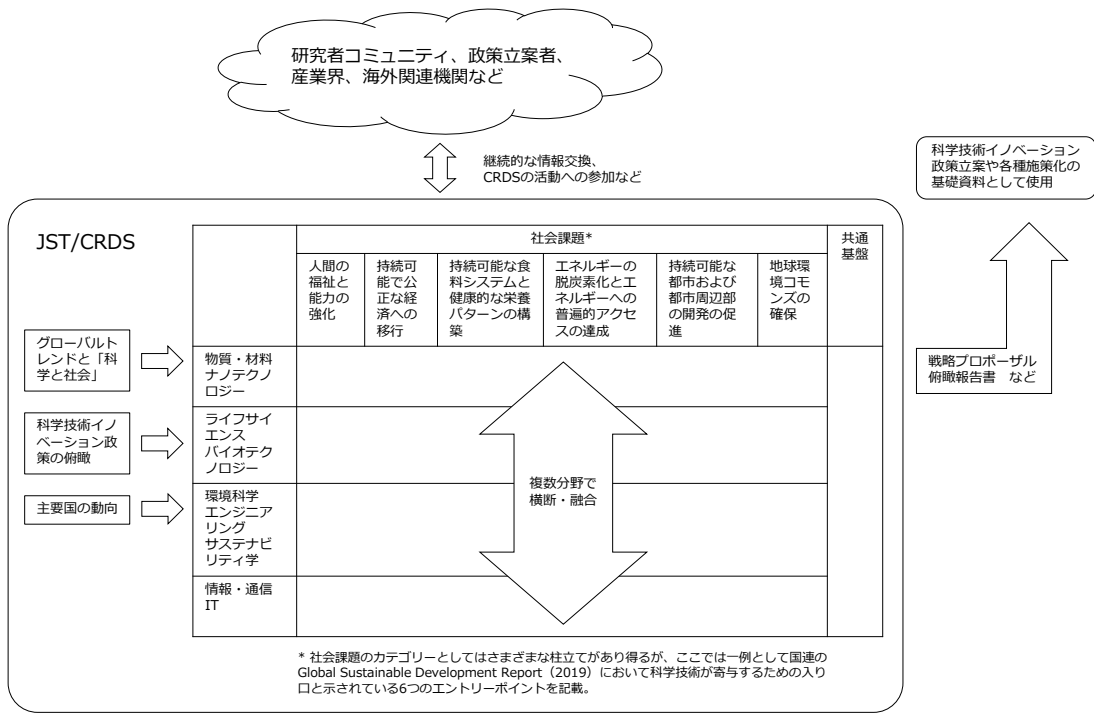 研究者コミュニティ、政策立案者、
産業界、海外関連機関など
継続的な情報交換、
CRDSの活動への参加など
科学技術イノベーション
政策立案や各種施策化の
基礎資料として使用
JST/CRDS
社会課題*
共通
基盤
人間の
福祉と
能力の
強化
持続可
能で公
正な経
済への
移行
持続可能な食
料システムと
健康的な栄養
パターンの構
築
エネルギーの
脱炭素化とエ
ネルギーへの
普遍的アクセ
スの達成
持続可能な
都市および
都市周辺部
の開発の促
進
地球環
境コモ
ンズの
確保
グローバルト
レンドと「科
学と社会」
科学技術イノ
ベーション政
策の俯瞰
主要国の動向
物質・材料
ナノテクノ
ロジー
ライフサイ
エンス
バイオテク
ノロジー
環境科学
エンジニア
リング
サステナビ
リティ学
情報・通信
IT
複数分野で
横断・融合
戦略プロポーザル
俯瞰報告書　など
* 社会課題のカテゴリーとしてはさまざまな柱立てがあり得るが、ここでは一例として国連の
Global Sustainable Development Report（2019）において科学技術が寄与するための入り
口と示されている6つのエントリーポイントを記載。